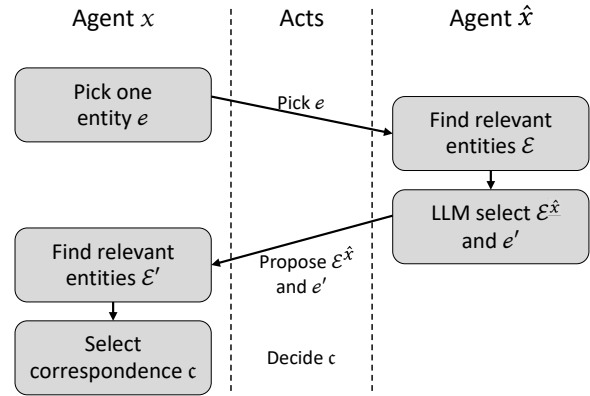 Agent x
Acts
Agent x̂
Pick one
entity e
Pick e
Find relevant
entities ℰ
LLM select ℰ^x̂
and e′
Find relevant
entities ℰ′
Propose ℰ^x̂
and e′
Select
correspondence 𝔠
Decide 𝔠